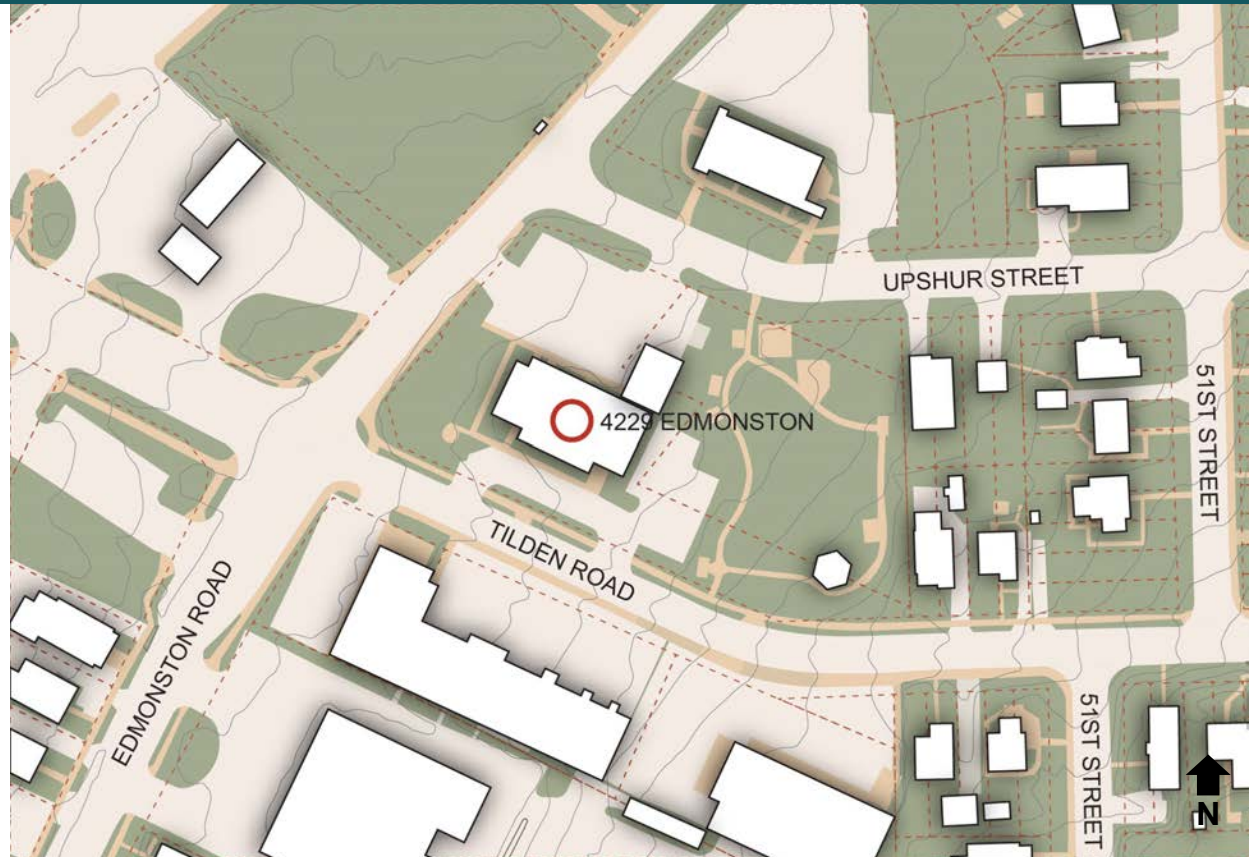 UPSHUR STREET
51ST STREET
4229 EDMONSTON
TILDEN ROAD
EDMONSTON ROAD
51ST STREET
N